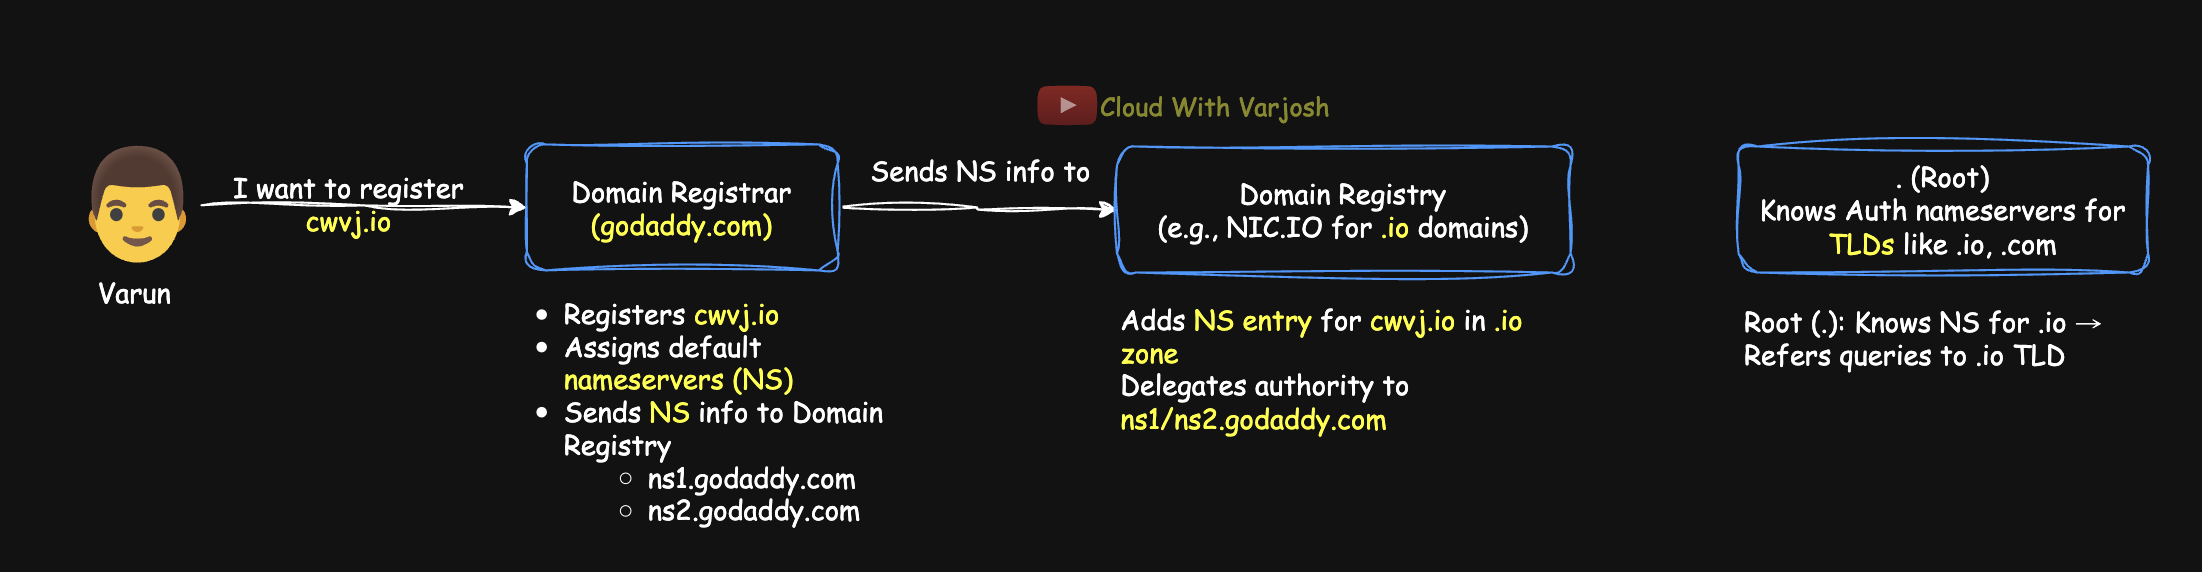 Cloud With Varjosh
I want to register
cwvj.io
Varun
Domain Registrar
(godaddy.com)
• Registers cwvj.io
• Assigns default
nameservers (NS)
• Sends NS info to Domain
Registry
○ ns1.godaddy.com
○ ns2.godaddy.com
Sends NS info to
Domain Registry
(e.g., NIC.IO for .io domains)
Adds NS entry for cwvj.io in .io
zone
Delegates authority to
ns1/ns2.godaddy.com
. (Root)
Knows Auth nameservers for
TLDs like .io, .com
Root (.): Knows NS for .io →
Refers queries to .io TLD